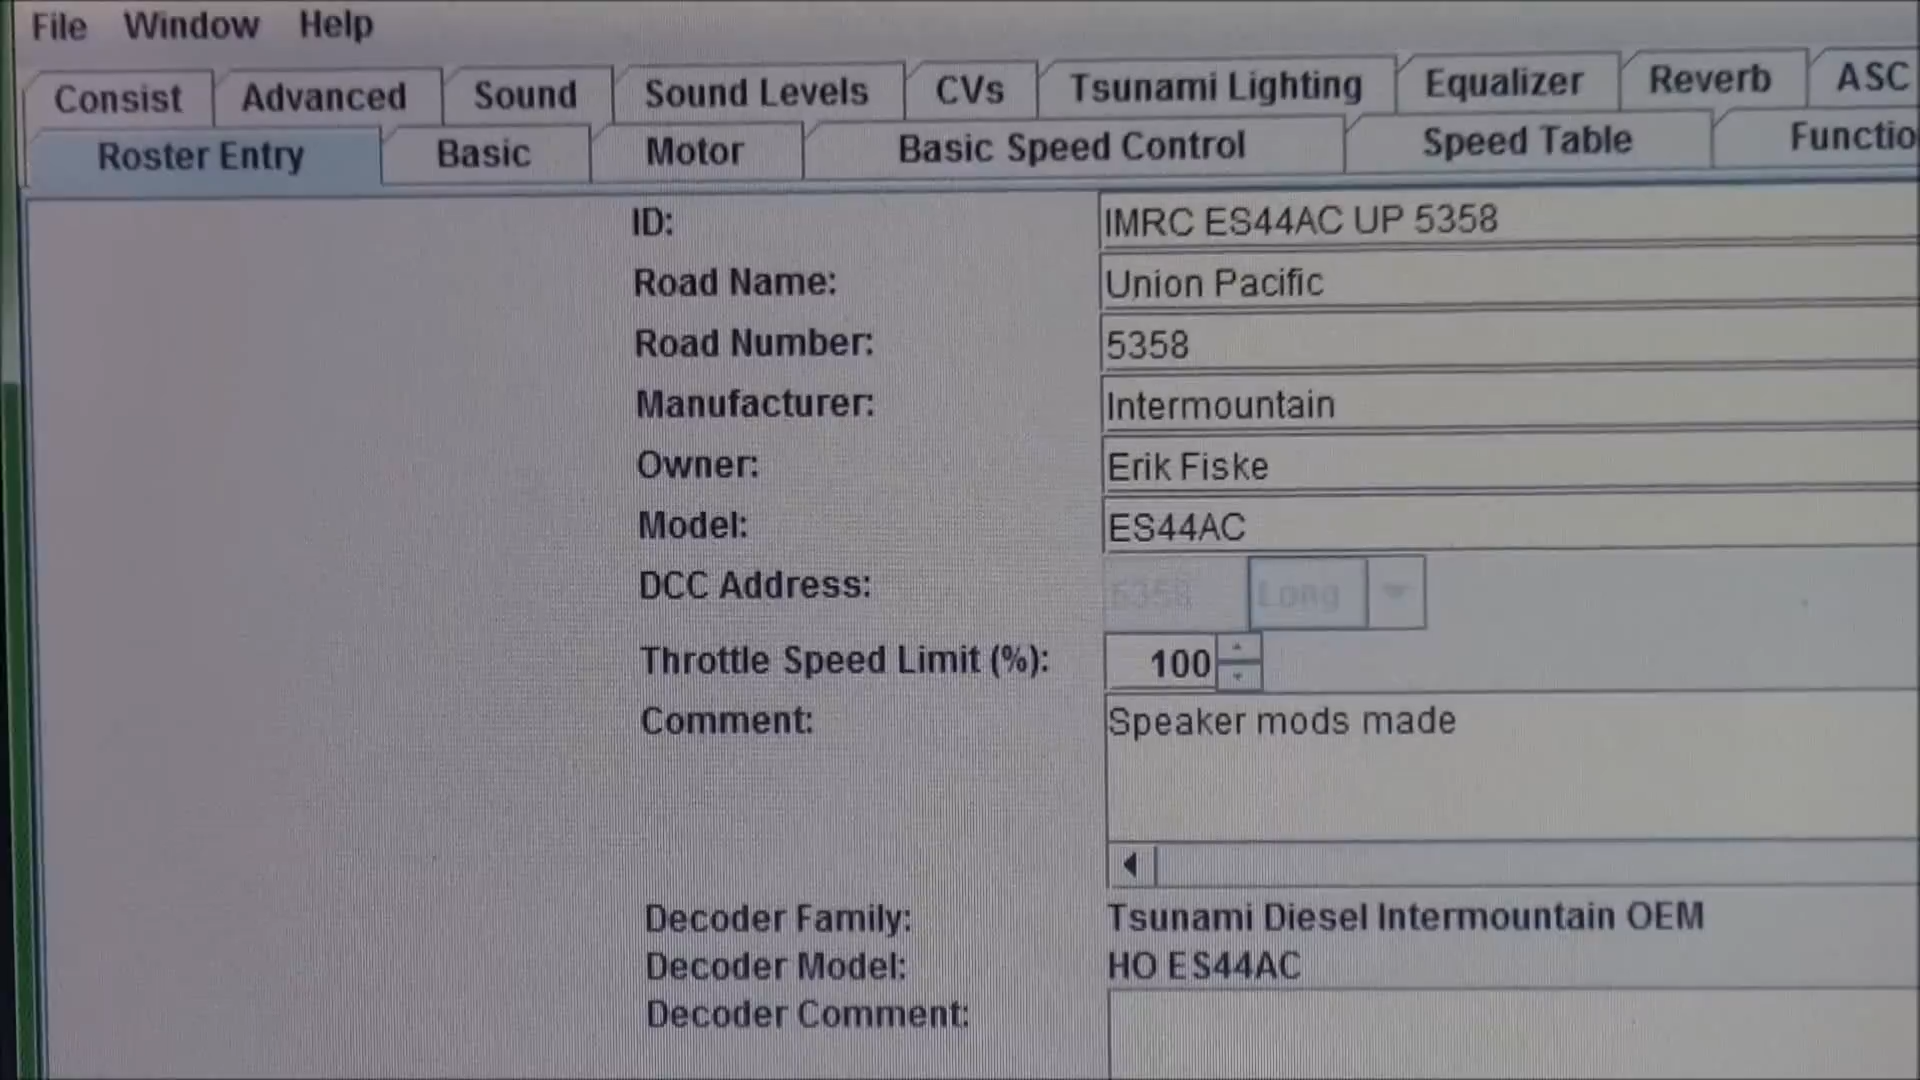 File Window Help
Consist Advanced Sound Sound Levels CVs Tsunami Lighting Equalizer Reverb ASC
Roster Entry Basic Motor Basic Speed Control Speed Table Functio
ID: IMRC ES44AC UP 5358
Road Name: Union Pacific
Road Number: 5358
Manufacturer: Intermountain
Owner: Erik Fiske
Model: ES44AC
DCC Address: 5358 Long
Throttle Speed Limit (%): 100
Comment: Speaker mods made
Decoder Family: Tsunami Diesel Intermountain OEM
Decoder Model: HO ES44AC
Decoder Comment: